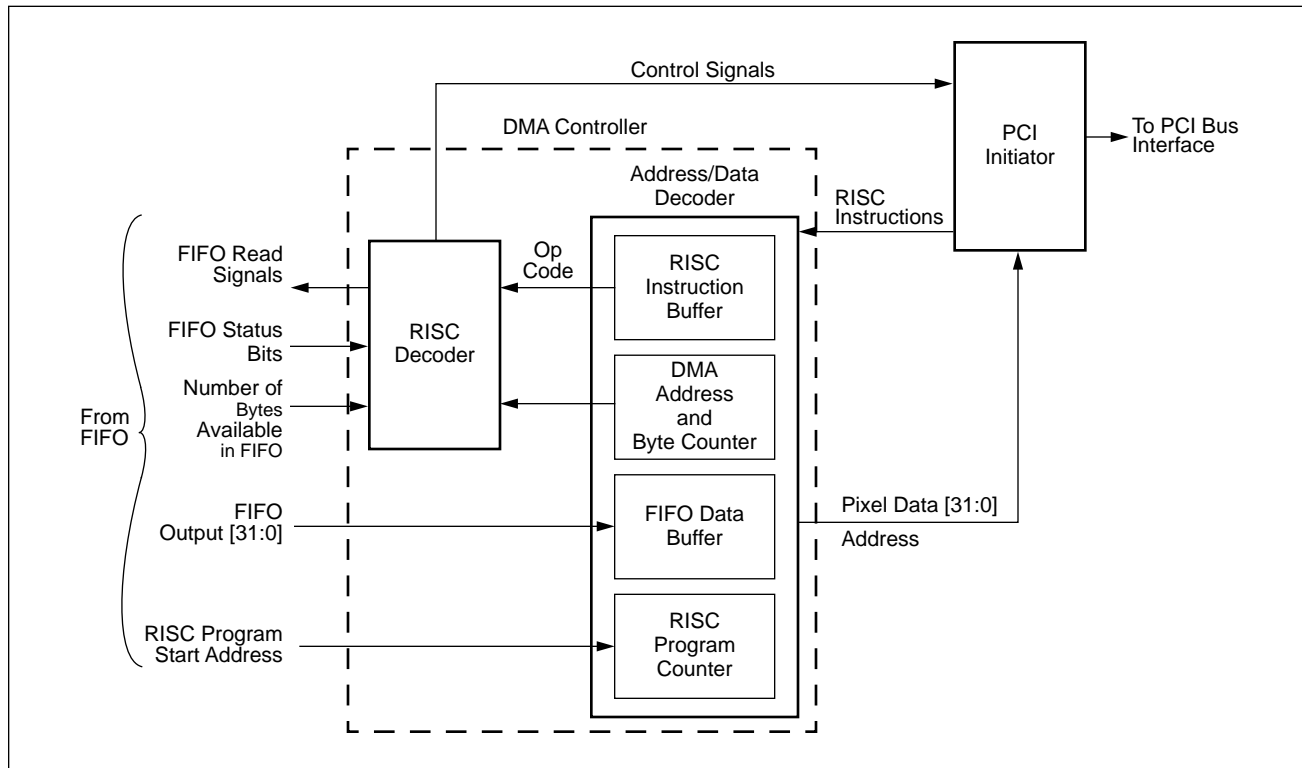 Control Signals
DMA Controller
PCI
Initiator
To PCI Bus
Interface
Address/Data
Decoder
RISC
Instructions
FIFO Read
Signals
Op
Code
RISC
Instruction
Buffer
FIFO Status
Bits
RISC
Decoder
Number of
Bytes
Available
in FIFO
DMA
Address
and
Byte Counter
From
FIFO
FIFO
Output [31:0]
FIFO Data
Buffer
Pixel Data [31:0]
Address
RISC Program
Start Address
RISC
Program
Counter